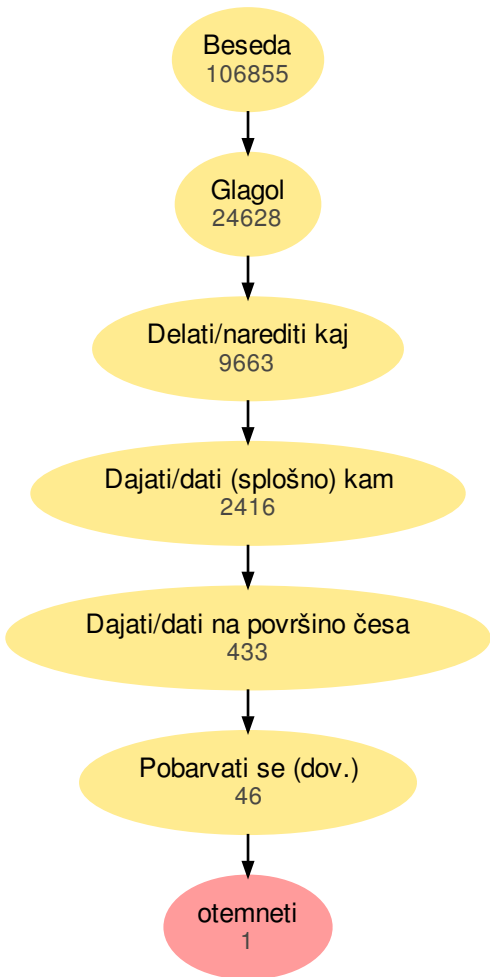 Beseda
106855
Glagol
24628
Delati/narediti kaj
9663
Dajati/dati (splošno) kam
2416
Dajati/dati na površino česa
433
Pobarvati se (dov.)
46
otemneti
1